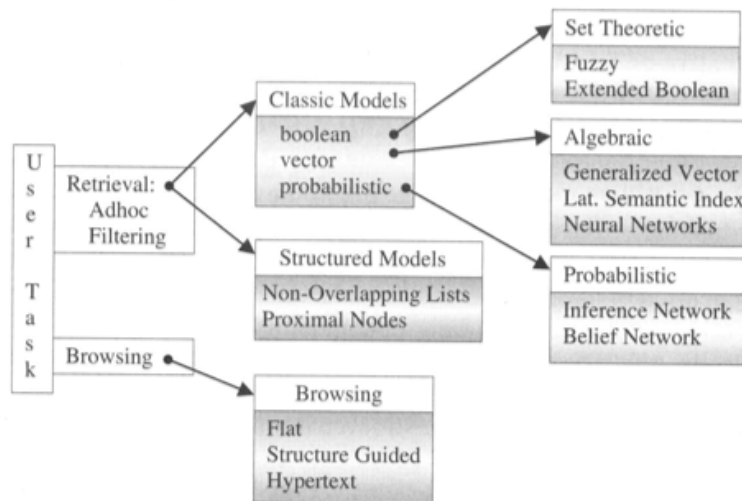 User Task
Retrieval:
Adhoc
Filtering
Browsing
Classic Models
boolean
vector
probabilistic
Structured Models
Non-Overlapping Lists
Proximal Nodes
Browsing
Flat
Structure Guided
Hypertext
Set Theoretic
Fuzzy
Extended Boolean
Algebraic
Generalized Vector
Lat. Semantic Index
Neural Networks
Probabilistic
Inference Network
Belief Network